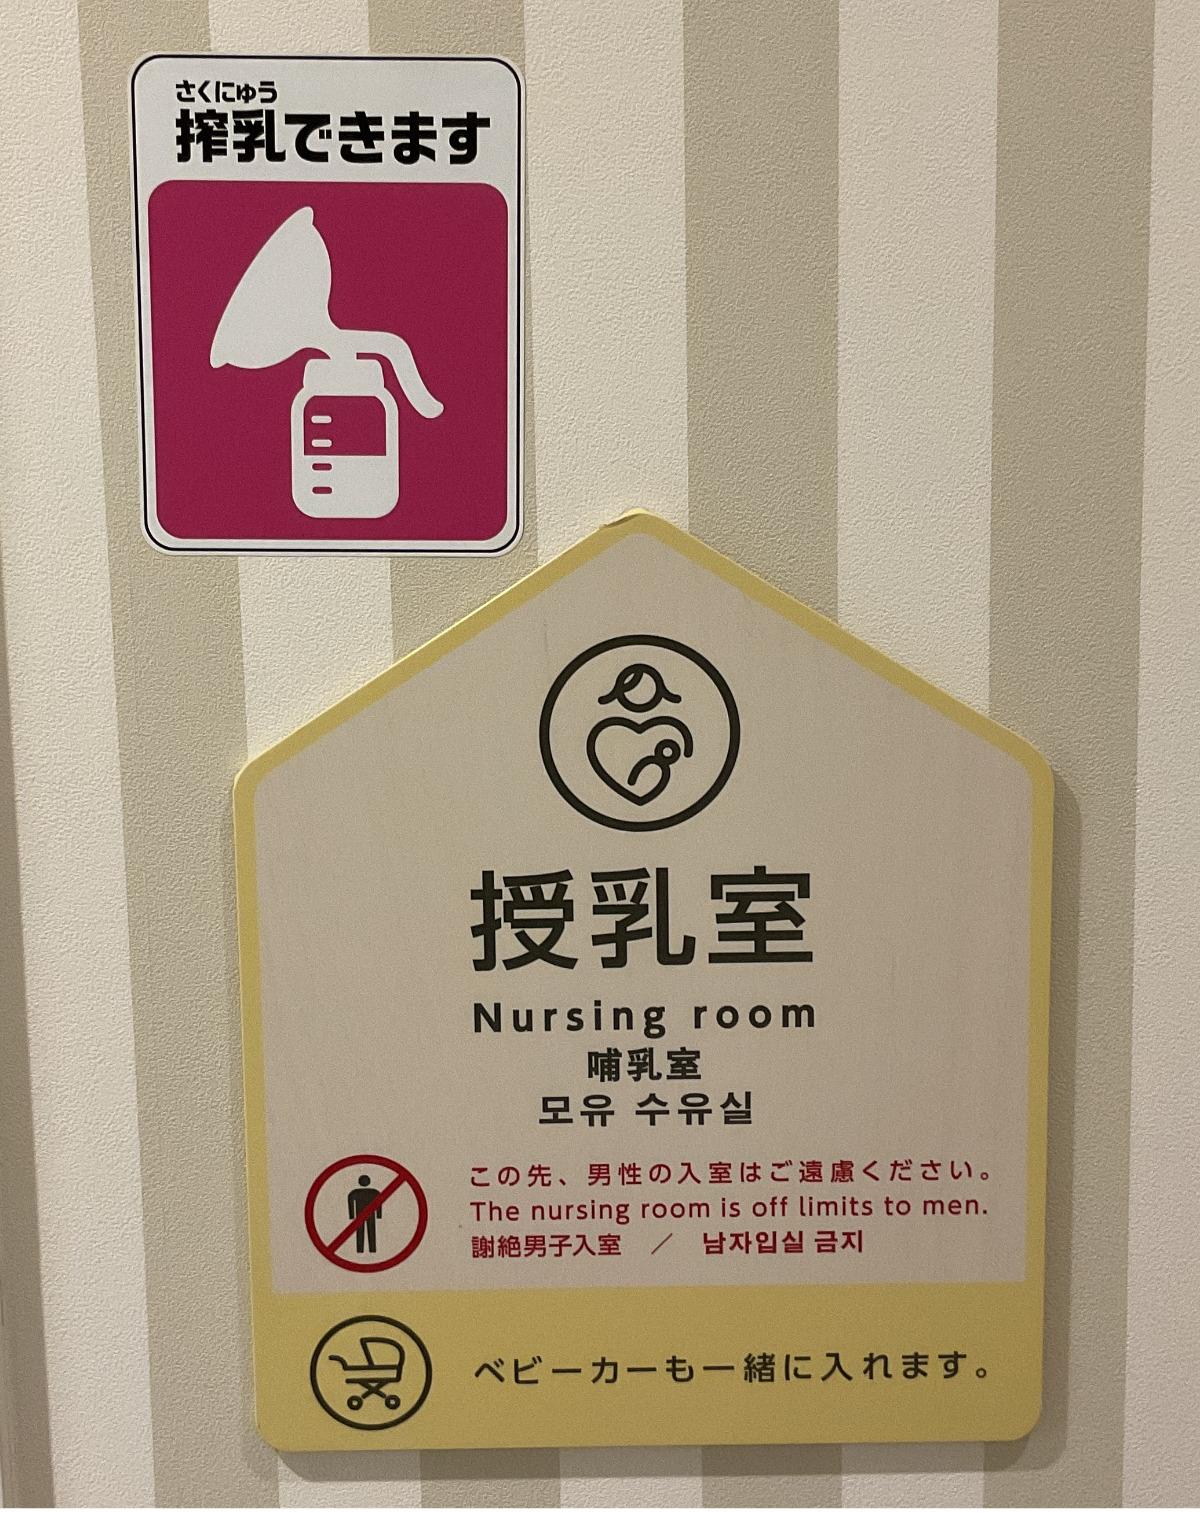 さくにゅう
搾乳できます
授乳室
Nursing room
哺乳室
모유 수유실
この先、男性の入室はご遠慮ください。
The nursing room is off limits to men.
謝絶男子入室 ／ 남자입실 금지
ベビーカーも一緒に入れます。